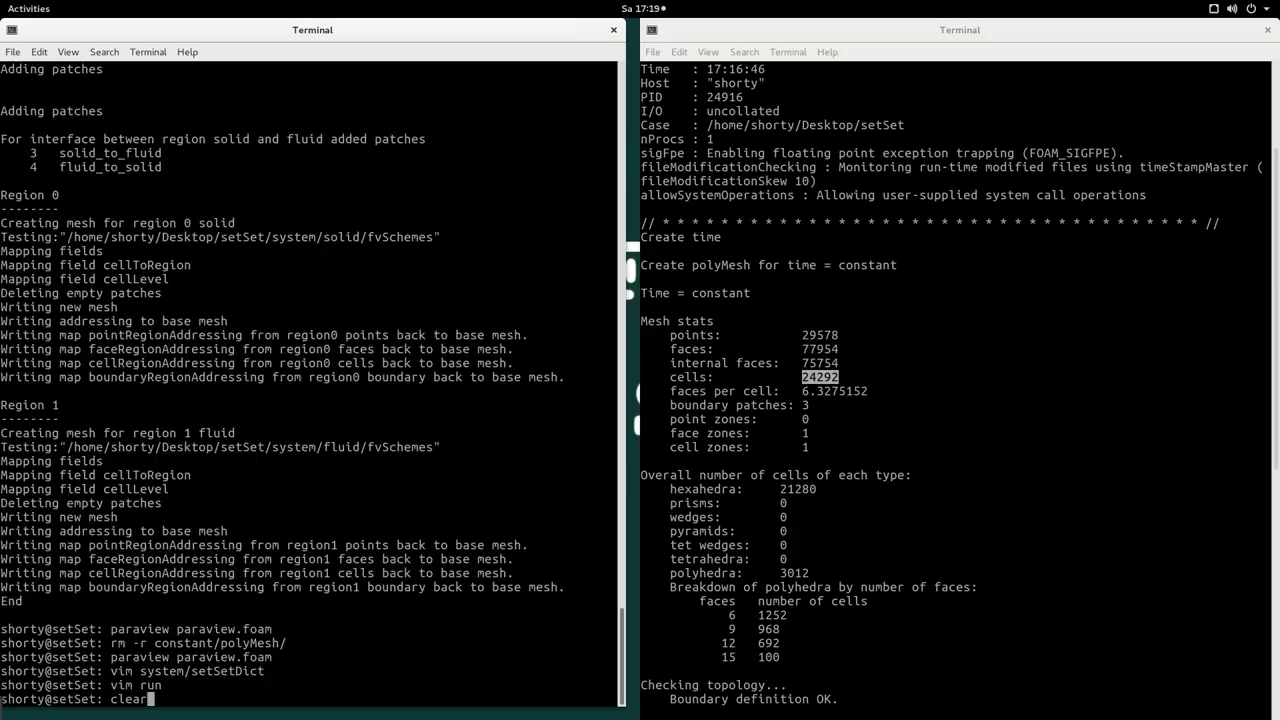 Activities
Sa 17:19
Terminal
File Edit View Search Terminal Help
Adding patches
Adding patches
For interface between region solid and fluid added patches
3 solid_to_fluid
4 fluid_to_solid
Region 0
--------
Creating mesh for region 0 solid
Testing:"/home/shorty/Desktop/setSet/system/solid/fvSchemes"
Mapping fields
Mapping field cellToRegion
Mapping field cellLevel
Deleting empty patches
Writing new mesh
Writing addressing to base mesh
Writing map pointRegionAddressing from region0 points back to base mesh.
Writing map faceRegionAddressing from region0 faces back to base mesh.
Writing map cellRegionAddressing from region0 cells back to base mesh.
Writing map boundaryRegionAddressing from region0 boundary back to base mesh.
Region 1
--------
Creating mesh for region 1 fluid
Testing:"/home/shorty/Desktop/setSet/system/fluid/fvSchemes"
Mapping fields
Mapping field cellToRegion
Mapping field cellLevel
Deleting empty patches
Writing new mesh
Writing addressing to base mesh
Writing map pointRegionAddressing from region1 points back to base mesh.
Writing map faceRegionAddressing from region1 faces back to base mesh.
Writing map cellRegionAddressing from region1 cells back to base mesh.
Writing map boundaryRegionAddressing from region1 boundary back to base mesh.
End
shorty@setSet: paraview paraview.foam
shorty@setSet: rm -r constant/polyMesh/
shorty@setSet: paraview paraview.foam
shorty@setSet: vim system/setSetDict
shorty@setSet: vim run
shorty@setSet: clear
Terminal
File Edit View Search Terminal Help
Time : 17:16:46
Host : "shorty"
PID : 24916
I/O : uncollated
Case : /home/shorty/Desktop/setSet
nProcs : 1
sigFpe : Enabling floating point exception trapping (FOAM_SIGFPE).
fileModificationChecking : Monitoring run-time modified files using timeStampMaster (
fileModificationSkew 10)
allowSystemOperations : Allowing user-supplied system call operations
// * * * * * * * * * * * * * * * * * * * * * * * * * * * * * * * * * * * * * //
Create time
Create polyMesh for time = constant
Time = constant
Mesh stats
points: 29578
faces: 77954
internal faces: 75754
cells: 24292
faces per cell: 6.3275152
boundary patches: 3
point zones: 0
face zones: 1
cell zones: 1
Overall number of cells of each type:
hexahedra: 21280
prisms: 0
wedges: 0
pyramids: 0
tet wedges: 0
tetrahedra: 0
polyhedra: 3012
Breakdown of polyhedra by number of faces:
faces number of cells
6 1252
9 968
12 692
15 100
Checking topology...
Boundary definition OK.